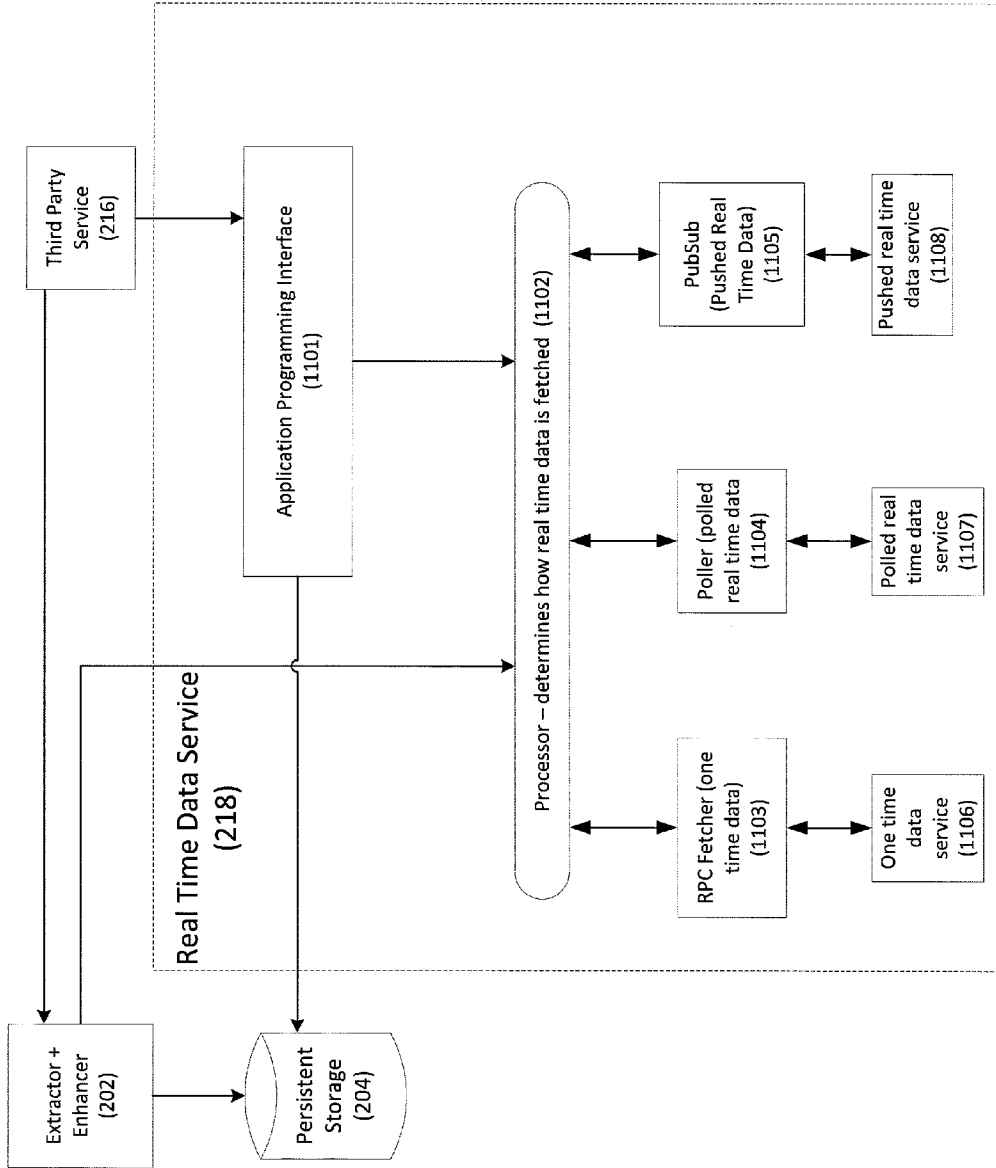 Third Party
Service
(216)
Extractor +
Enhancer
(202)
Real Time Data Service
(218)
Application Programming Interface
(1101)
Persistent
Storage
(204)
Processor – determines how real time data is fetched (1102)
RPC Fetcher (one
time data)
(1103)
Poller (polled
real time data)
(1104)
PubSub
(Pushed Real
Time Data)
(1105)
One time
data
service
(1106)
Polled real
time data
service
(1107)
Pushed real time
data service
(1108)